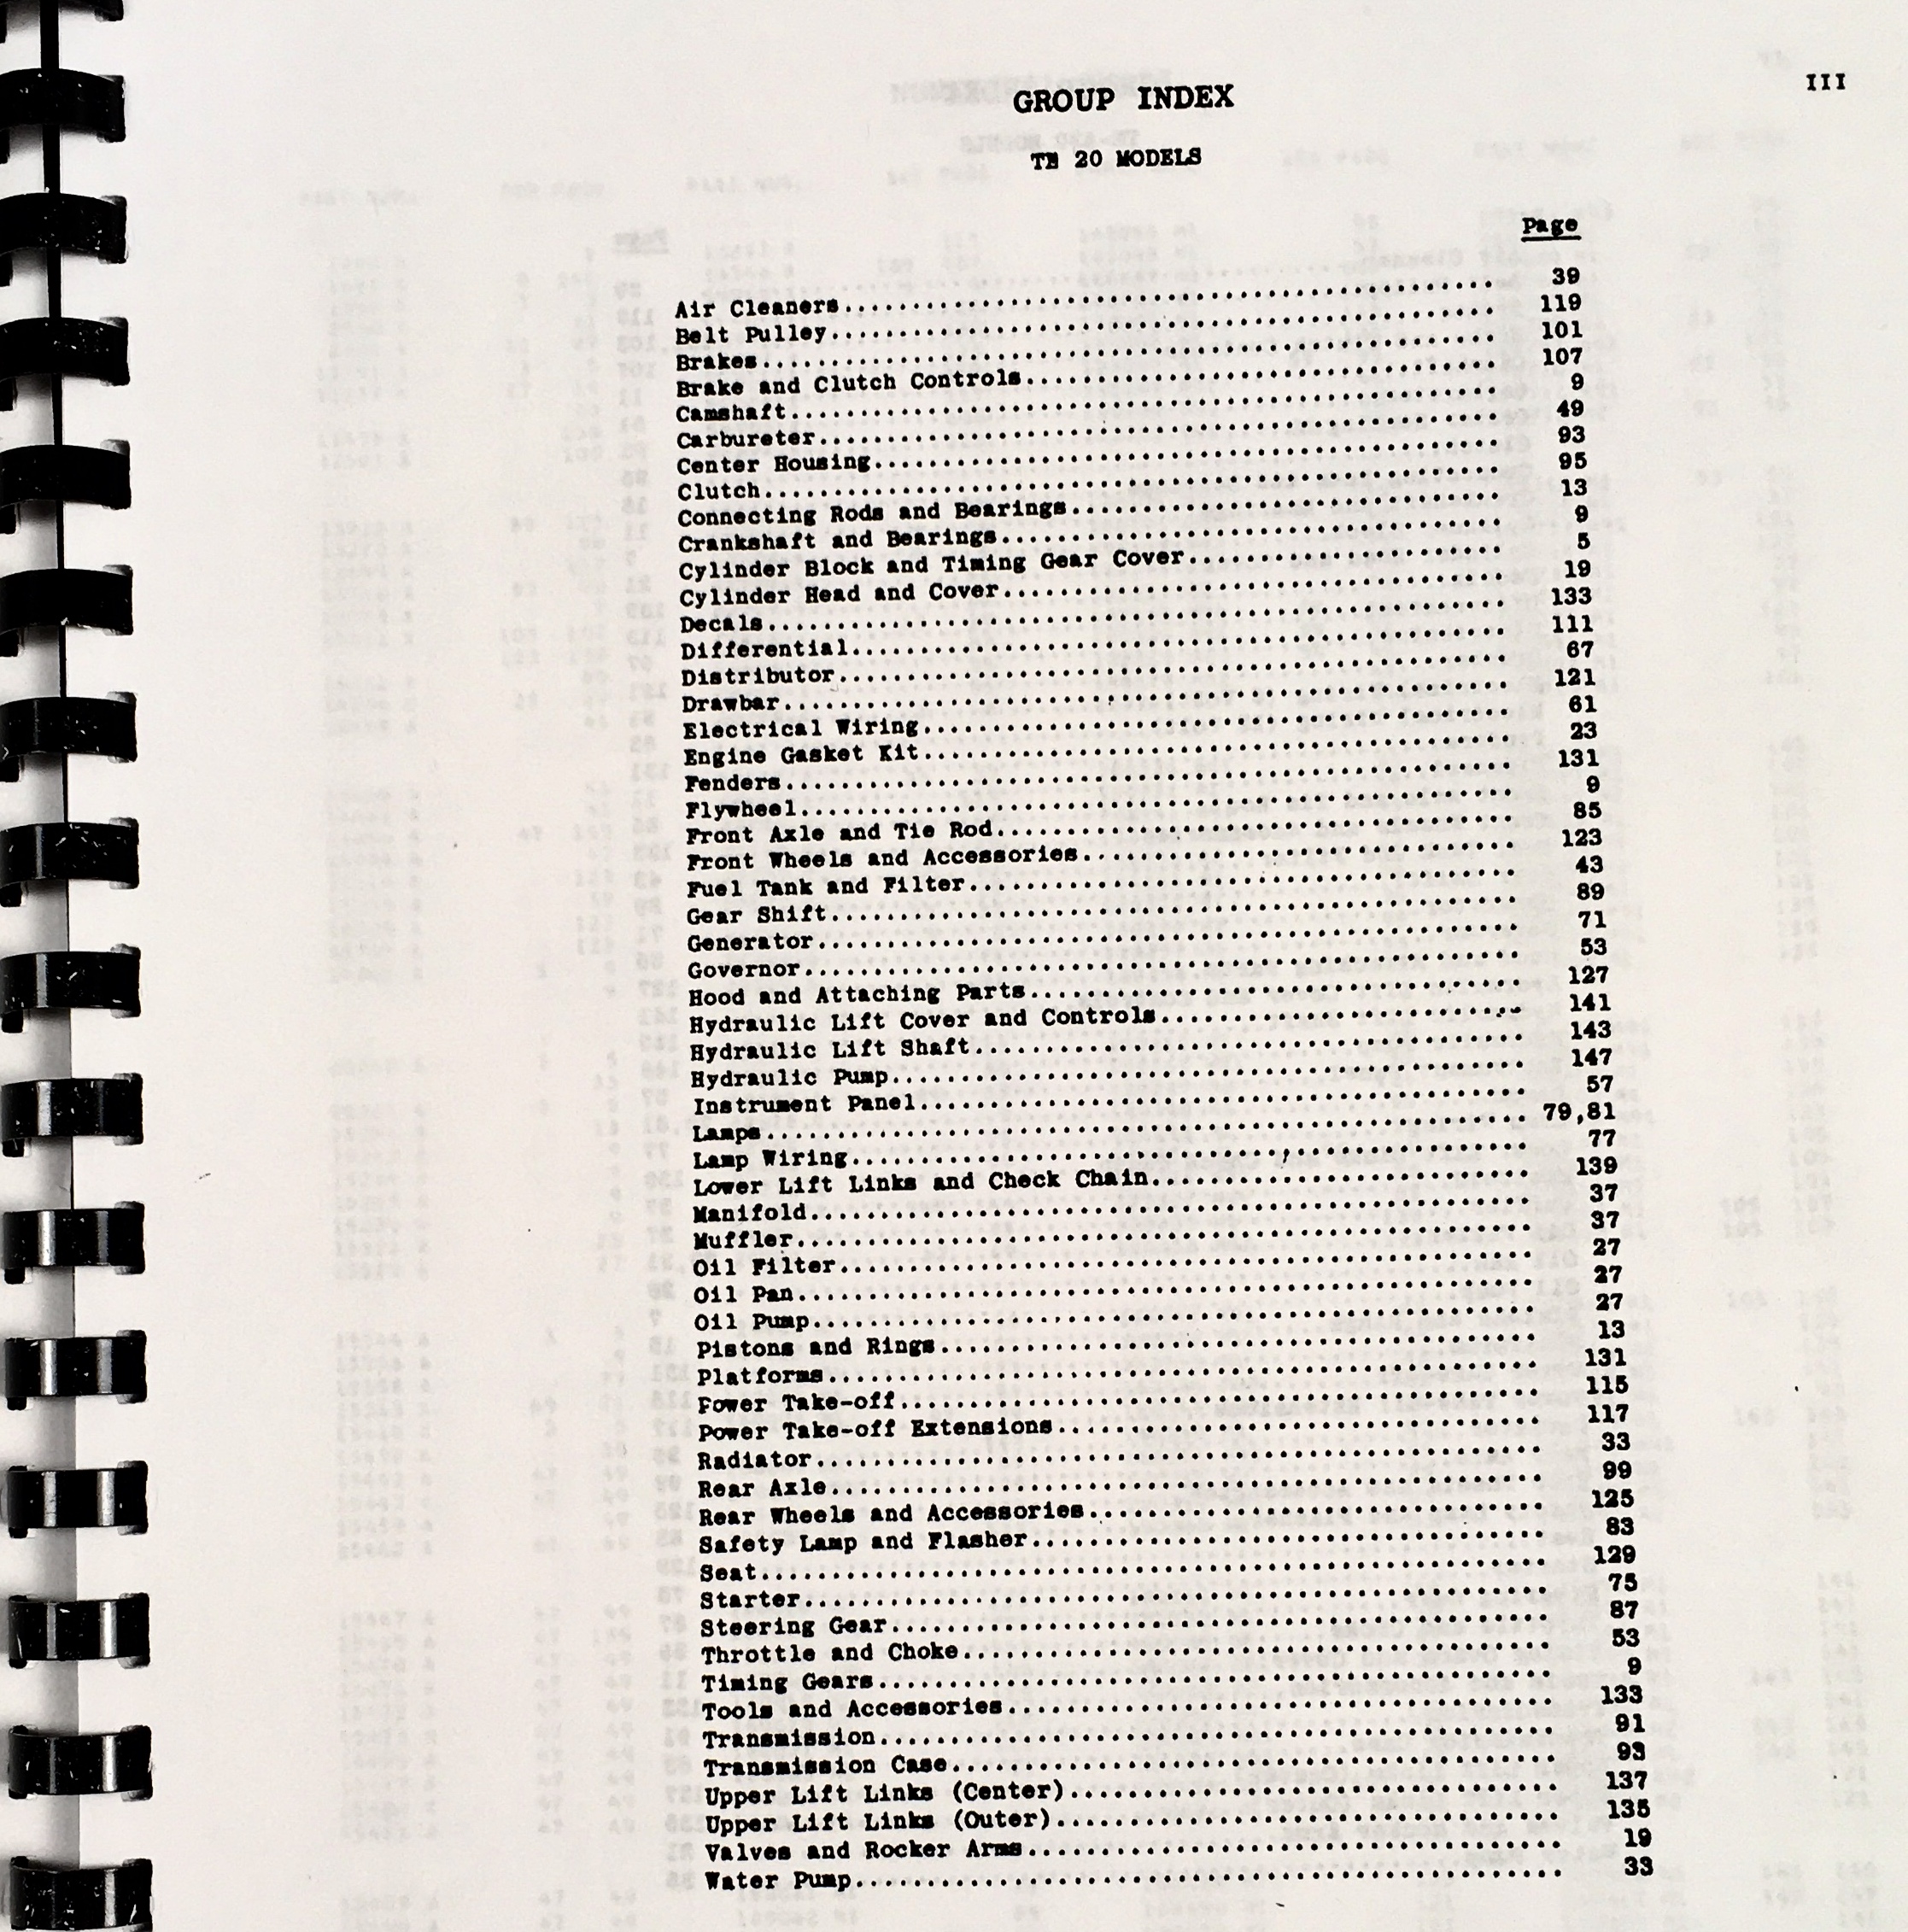 III
GROUP INDEX
TE 20 MODELS
Page
Air Cleaners........................................ 39
Belt Pulley........................................ 119
Brakes........................................ 101
Brake and Clutch Controls........................................ 107
Camshaft........................................ 9
Carbureter........................................ 49
Center Housing........................................ 93
Clutch........................................ 95
Connecting Rods and Bearings........................................ 13
Crankshaft and Bearings........................................ 9
Cylinder Block and Timing Gear Cover........................................ 5
Cylinder Head and Cover........................................ 19
Decals........................................ 133
Differential........................................ 111
Distributor........................................ 67
Drawbar........................................ 121
Electrical Wiring........................................ 61
Engine Gasket Kit........................................ 23
Fenders........................................ 131
Flywheel........................................ 9
Front Axle and Tie Rod........................................ 85
Front Wheels and Accessories........................................ 123
Fuel Tank and Filter........................................ 43
Gear Shift........................................ 89
Generator........................................ 71
Governor........................................ 53
Hood and Attaching Parts........................................ 127
Hydraulic Lift Cover and Controls........................................ 141
Hydraulic Lift Shaft........................................ 143
Hydraulic Pump........................................ 147
Instrument Panel........................................ 57
Lamps........................................ 79,81
Lamp Wiring........................................ 77
Lower Lift Links and Check Chain........................................ 139
Manifold........................................ 37
Muffler........................................ 37
Oil Filter........................................ 27
Oil Pan........................................ 27
Oil Pump........................................ 27
Pistons and Rings........................................ 13
Platforms........................................ 131
Power Take-off........................................ 115
Power Take-off Extensions........................................ 117
Radiator........................................ 33
Rear Axle........................................ 99
Rear Wheels and Accessories........................................ 125
Safety Lamp and Flasher........................................ 83
Seat........................................ 129
Starter........................................ 75
Steering Gear........................................ 87
Throttle and Choke........................................ 53
Timing Gears........................................ 9
Tools and Accessories........................................ 133
Transmission........................................ 91
Transmission Case........................................ 93
Upper Lift Links (Center)........................................ 137
Upper Lift Links (Outer)........................................ 135
Valves and Rocker Arms........................................ 19
Water Pump........................................ 33